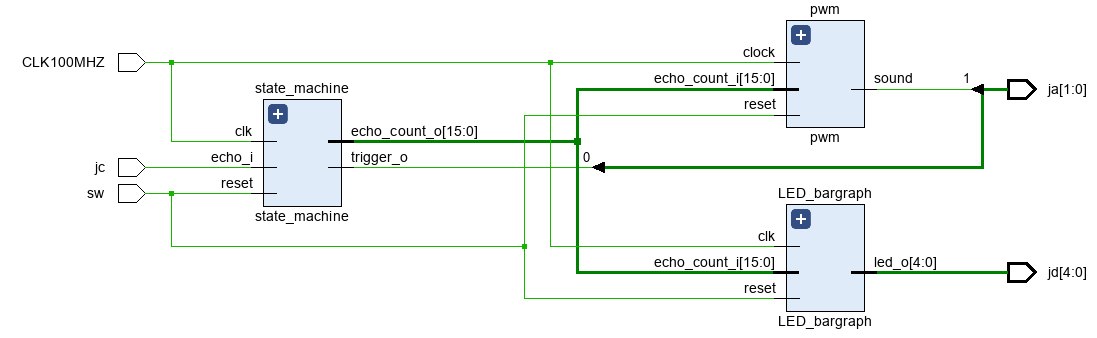 pwm
CLK100MHZ
clock
state_machine
echo_count_i[15:0]
sound
1
ja[1:0]
reset
clk
echo_count_o[15:0]
pwm
jc
echo_i
trigger_o
0
sw
reset
LED_bargraph
state_machine
clk
echo_count_i[15:0]
led_o[4:0]
jd[4:0]
reset
LED_bargraph